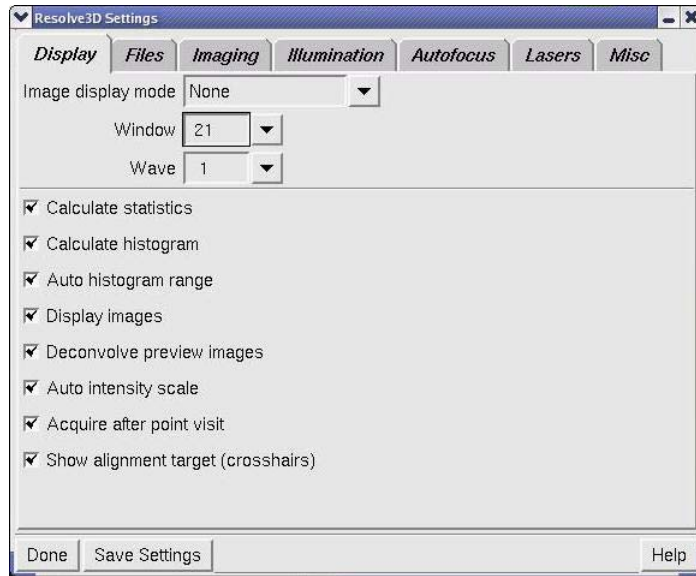 Resolve3D Settings
Display Files Imaging Illumination Autofocus Lasers Misc
Image display mode None
Window 21
Wave 1
Calculate statistics
Calculate histogram
Auto histogram range
Display images
Deconvolve preview images
Auto intensity scale
Acquire after point visit
Show alignment target (crosshairs)
Done Save Settings Help